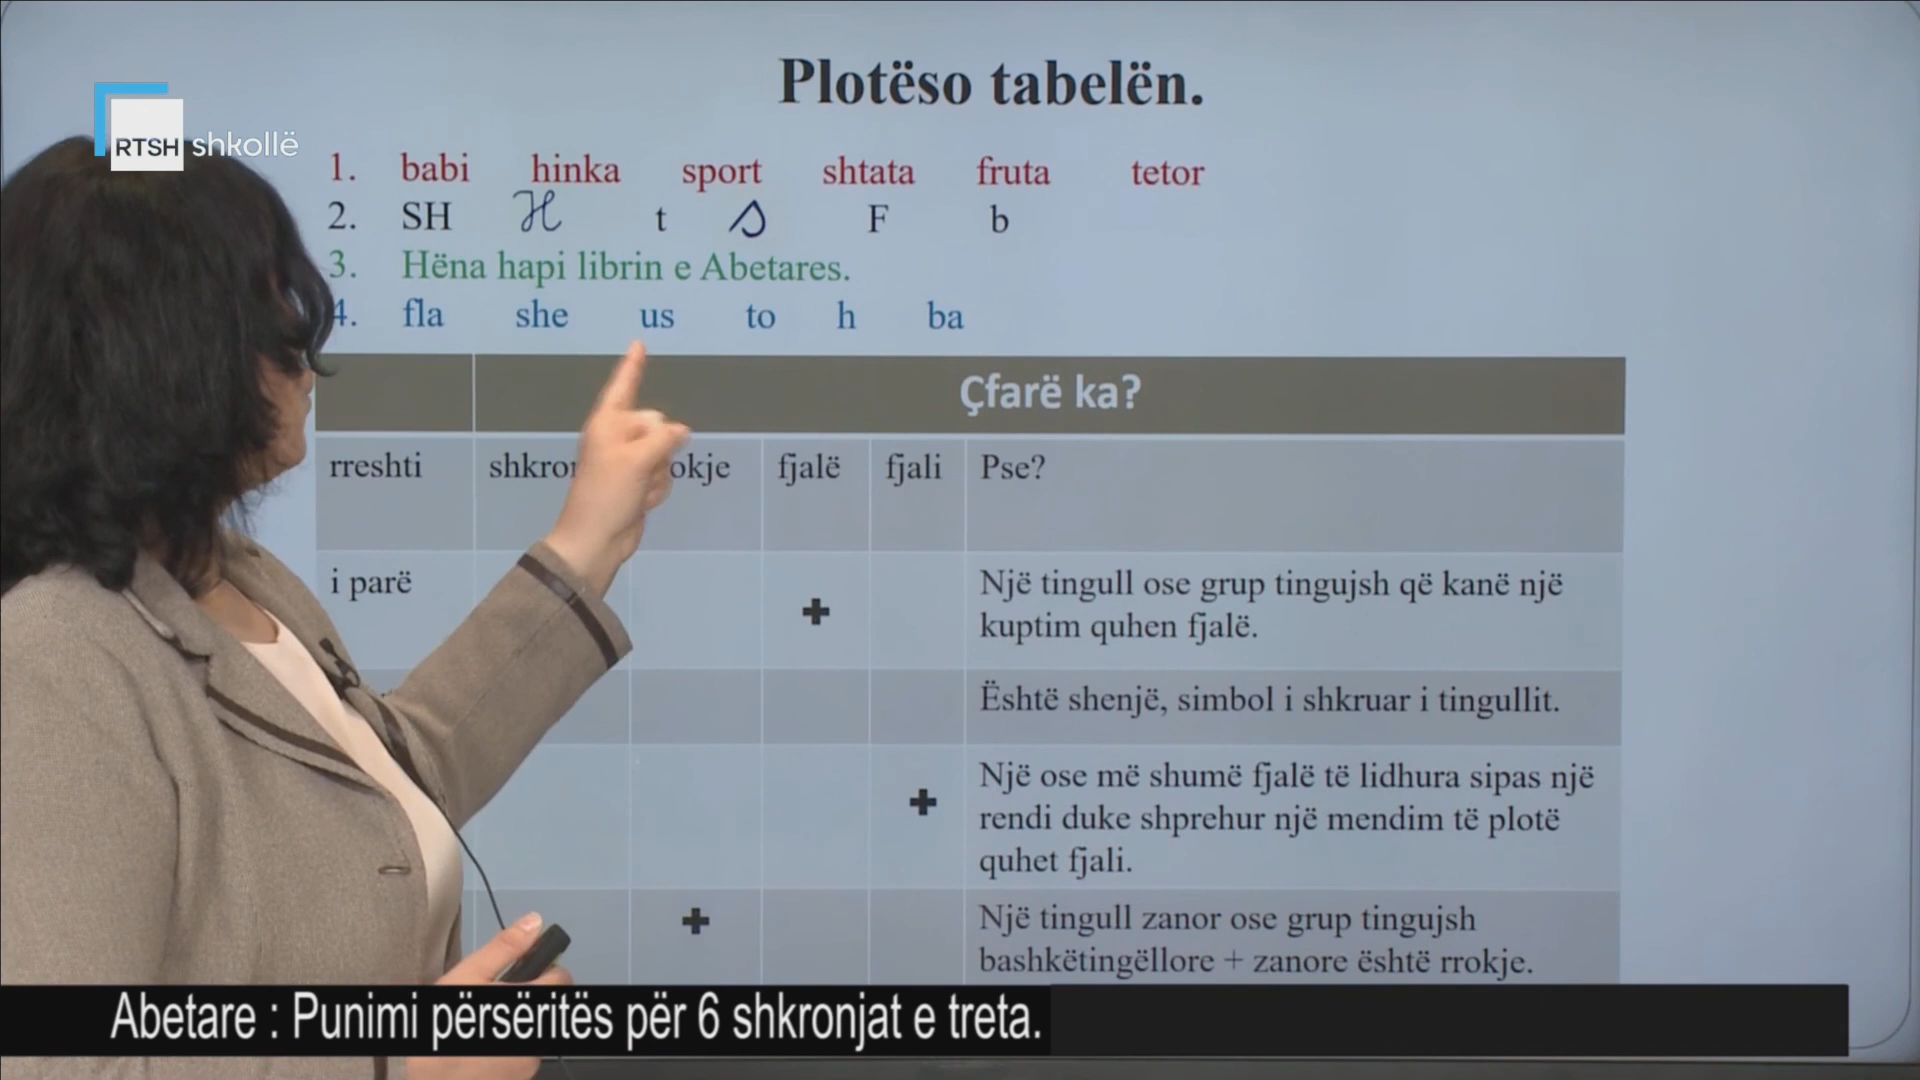 Plotëso tabelën.
RTSH shkollë
1. babi hinka sport shtata fruta tetor
2. SH H t s F b
3. Hëna hapi librin e Abetares.
4. fla she us to h ba
Çfarë ka?
rreshti fjalë fjali Pse?
i parë
Një tingull ose grup tingujsh që kanë një
kuptim quhen fjalë.
Është shenjë, simbol i shkruar i tingullit.
Një ose më shumë fjalë të lidhura sipas një
rendi duke shprehur një mendim të plotë
quhet fjali.
Një tingull zanor ose grup tingujsh
bashkëtingëllore + zanore është rrokje.
Abetare : Punimi përsëritës për 6 shkronjat e treta.